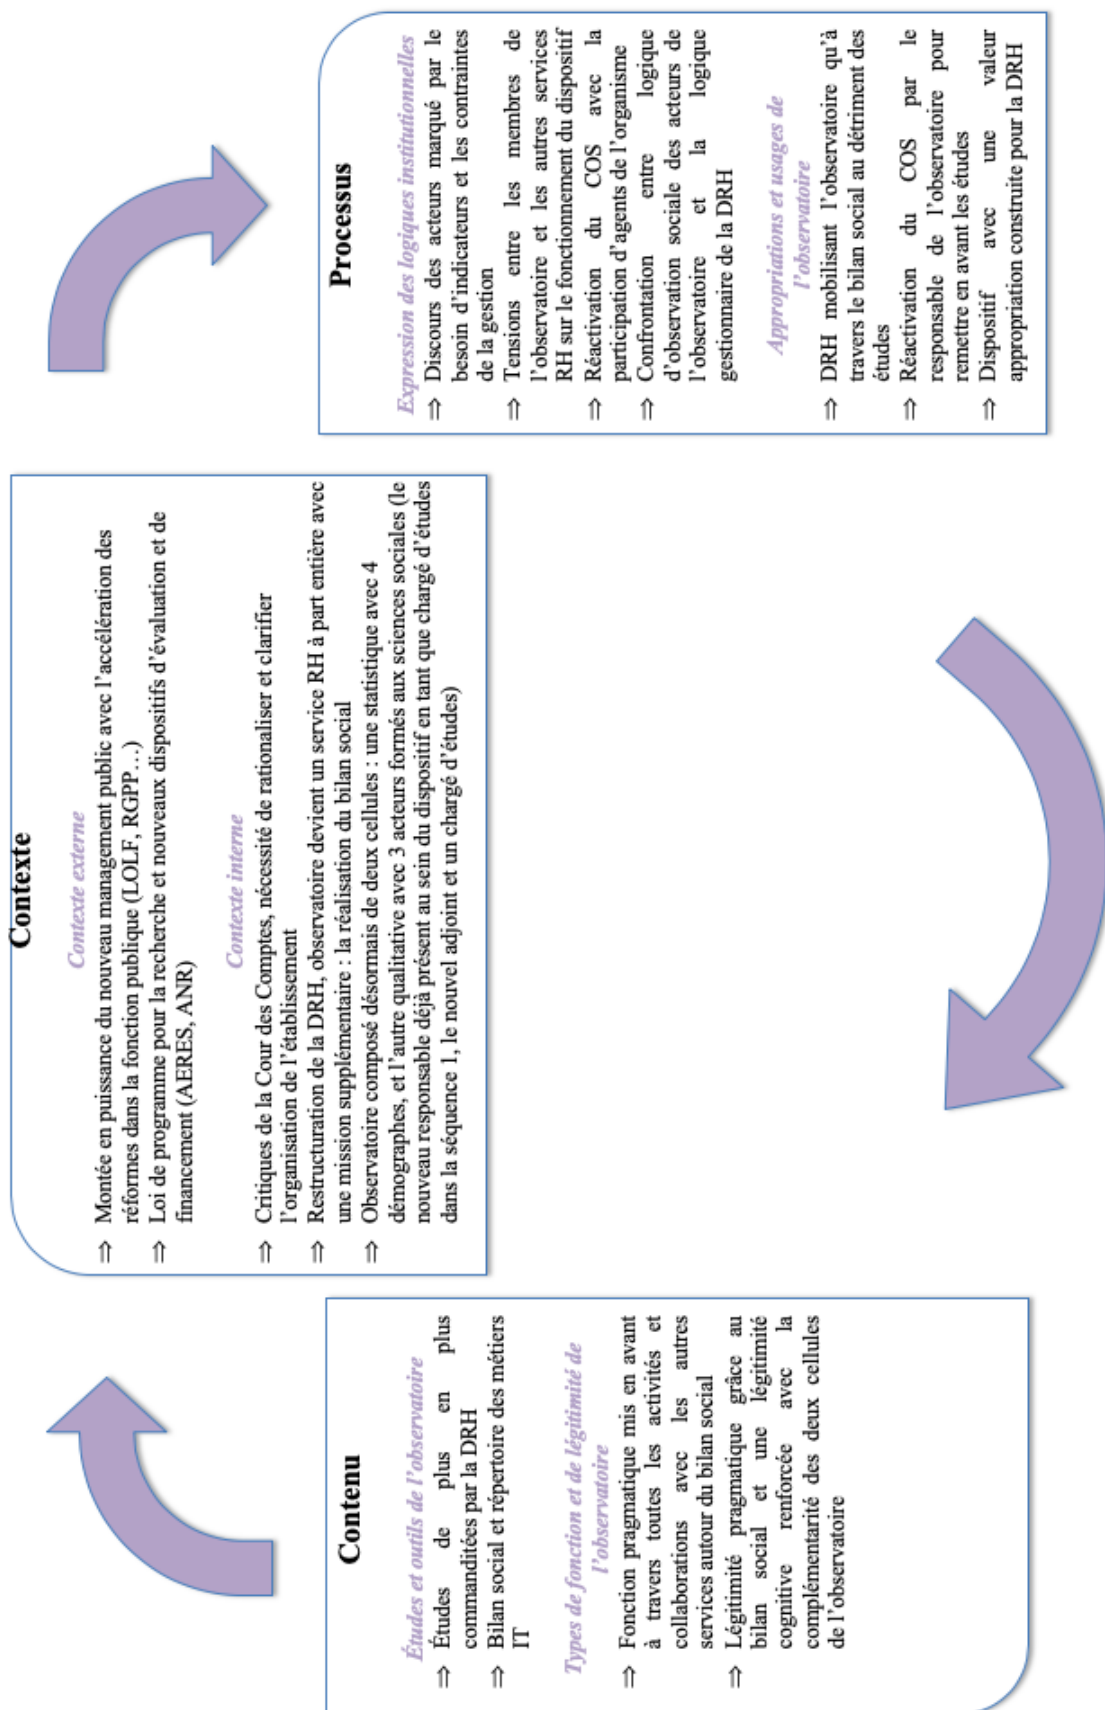 Contexte
Contexte externe
⇒ Montée en puissance du nouveau management public avec l'accélération des
réformes dans la fonction publique (LOLF, RGPP…)
⇒ Loi de programme pour la recherche et nouveaux dispositifs d'évaluation et de
financement (AERES, ANR)
Contexte interne
⇒ Critiques de la Cour des Comptes, nécessité de rationaliser et clarifier
l'organisation de l'établissement
⇒ Restructuration de la DRH, observatoire devient un service RH à part entière avec
une mission supplémentaire : la réalisation du bilan social
⇒ Observatoire composé désormais de deux cellules : une statistique avec 4
démographes, et l'autre qualitative avec 3 acteurs formés aux sciences sociales (le
nouveau responsable déjà présent au sein du dispositif en tant que chargé d'études
dans la séquence 1, le nouvel adjoint et un chargé d'études)
Contenu
Études et outils de l'observatoire
⇒ Études de plus en plus
commanditées par la DRH
⇒ Bilan social et répertoire des métiers
IT
Types de fonction et de légitimité de
l'observatoire
⇒ Fonction pragmatique mis en avant
à travers toutes les activités et
collaborations avec les autres
services autour du bilan social
⇒ Légitimité pragmatique grâce au
bilan social et une légitimité
cognitive renforcée avec la
complémentarité des deux cellules
de l'observatoire
Processus
Expression des logiques institutionnelles
⇒ Discours des acteurs marqué par le
besoin d'indicateurs et les contraintes
de la gestion
⇒ Tensions entre les membres de
l'observatoire et les autres services
RH sur le fonctionnement du dispositif
⇒ Réactivation du COS avec la
participation d'agents de l'organisme
⇒ Confrontation entre logique
d'observation sociale des acteurs de
l'observatoire et la logique
gestionnaire de la DRH
Appropriations et usages de
l'observatoire
⇒ DRH mobilisant l'observatoire qu'à
travers le bilan social au détriment des
études
⇒ Réactivation du COS par le
responsable de l'observatoire pour
remettre en avant les études
⇒ Dispositif avec une valeur
appropriation construite pour la DRH